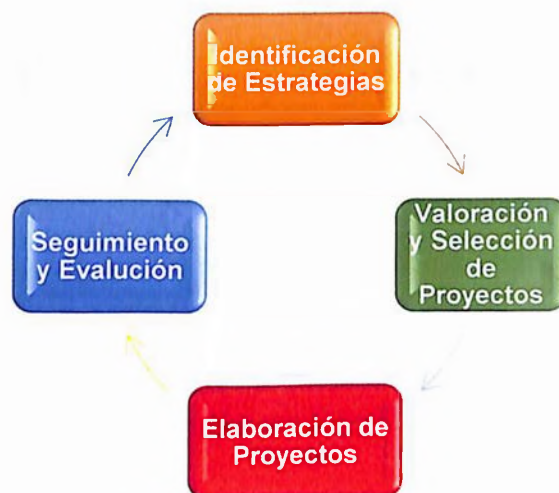 Identificación
de Estrategias
Valoración
y Selección
de
Proyectos
Elaboración de
Proyectos
Seguimiento
y Evalución